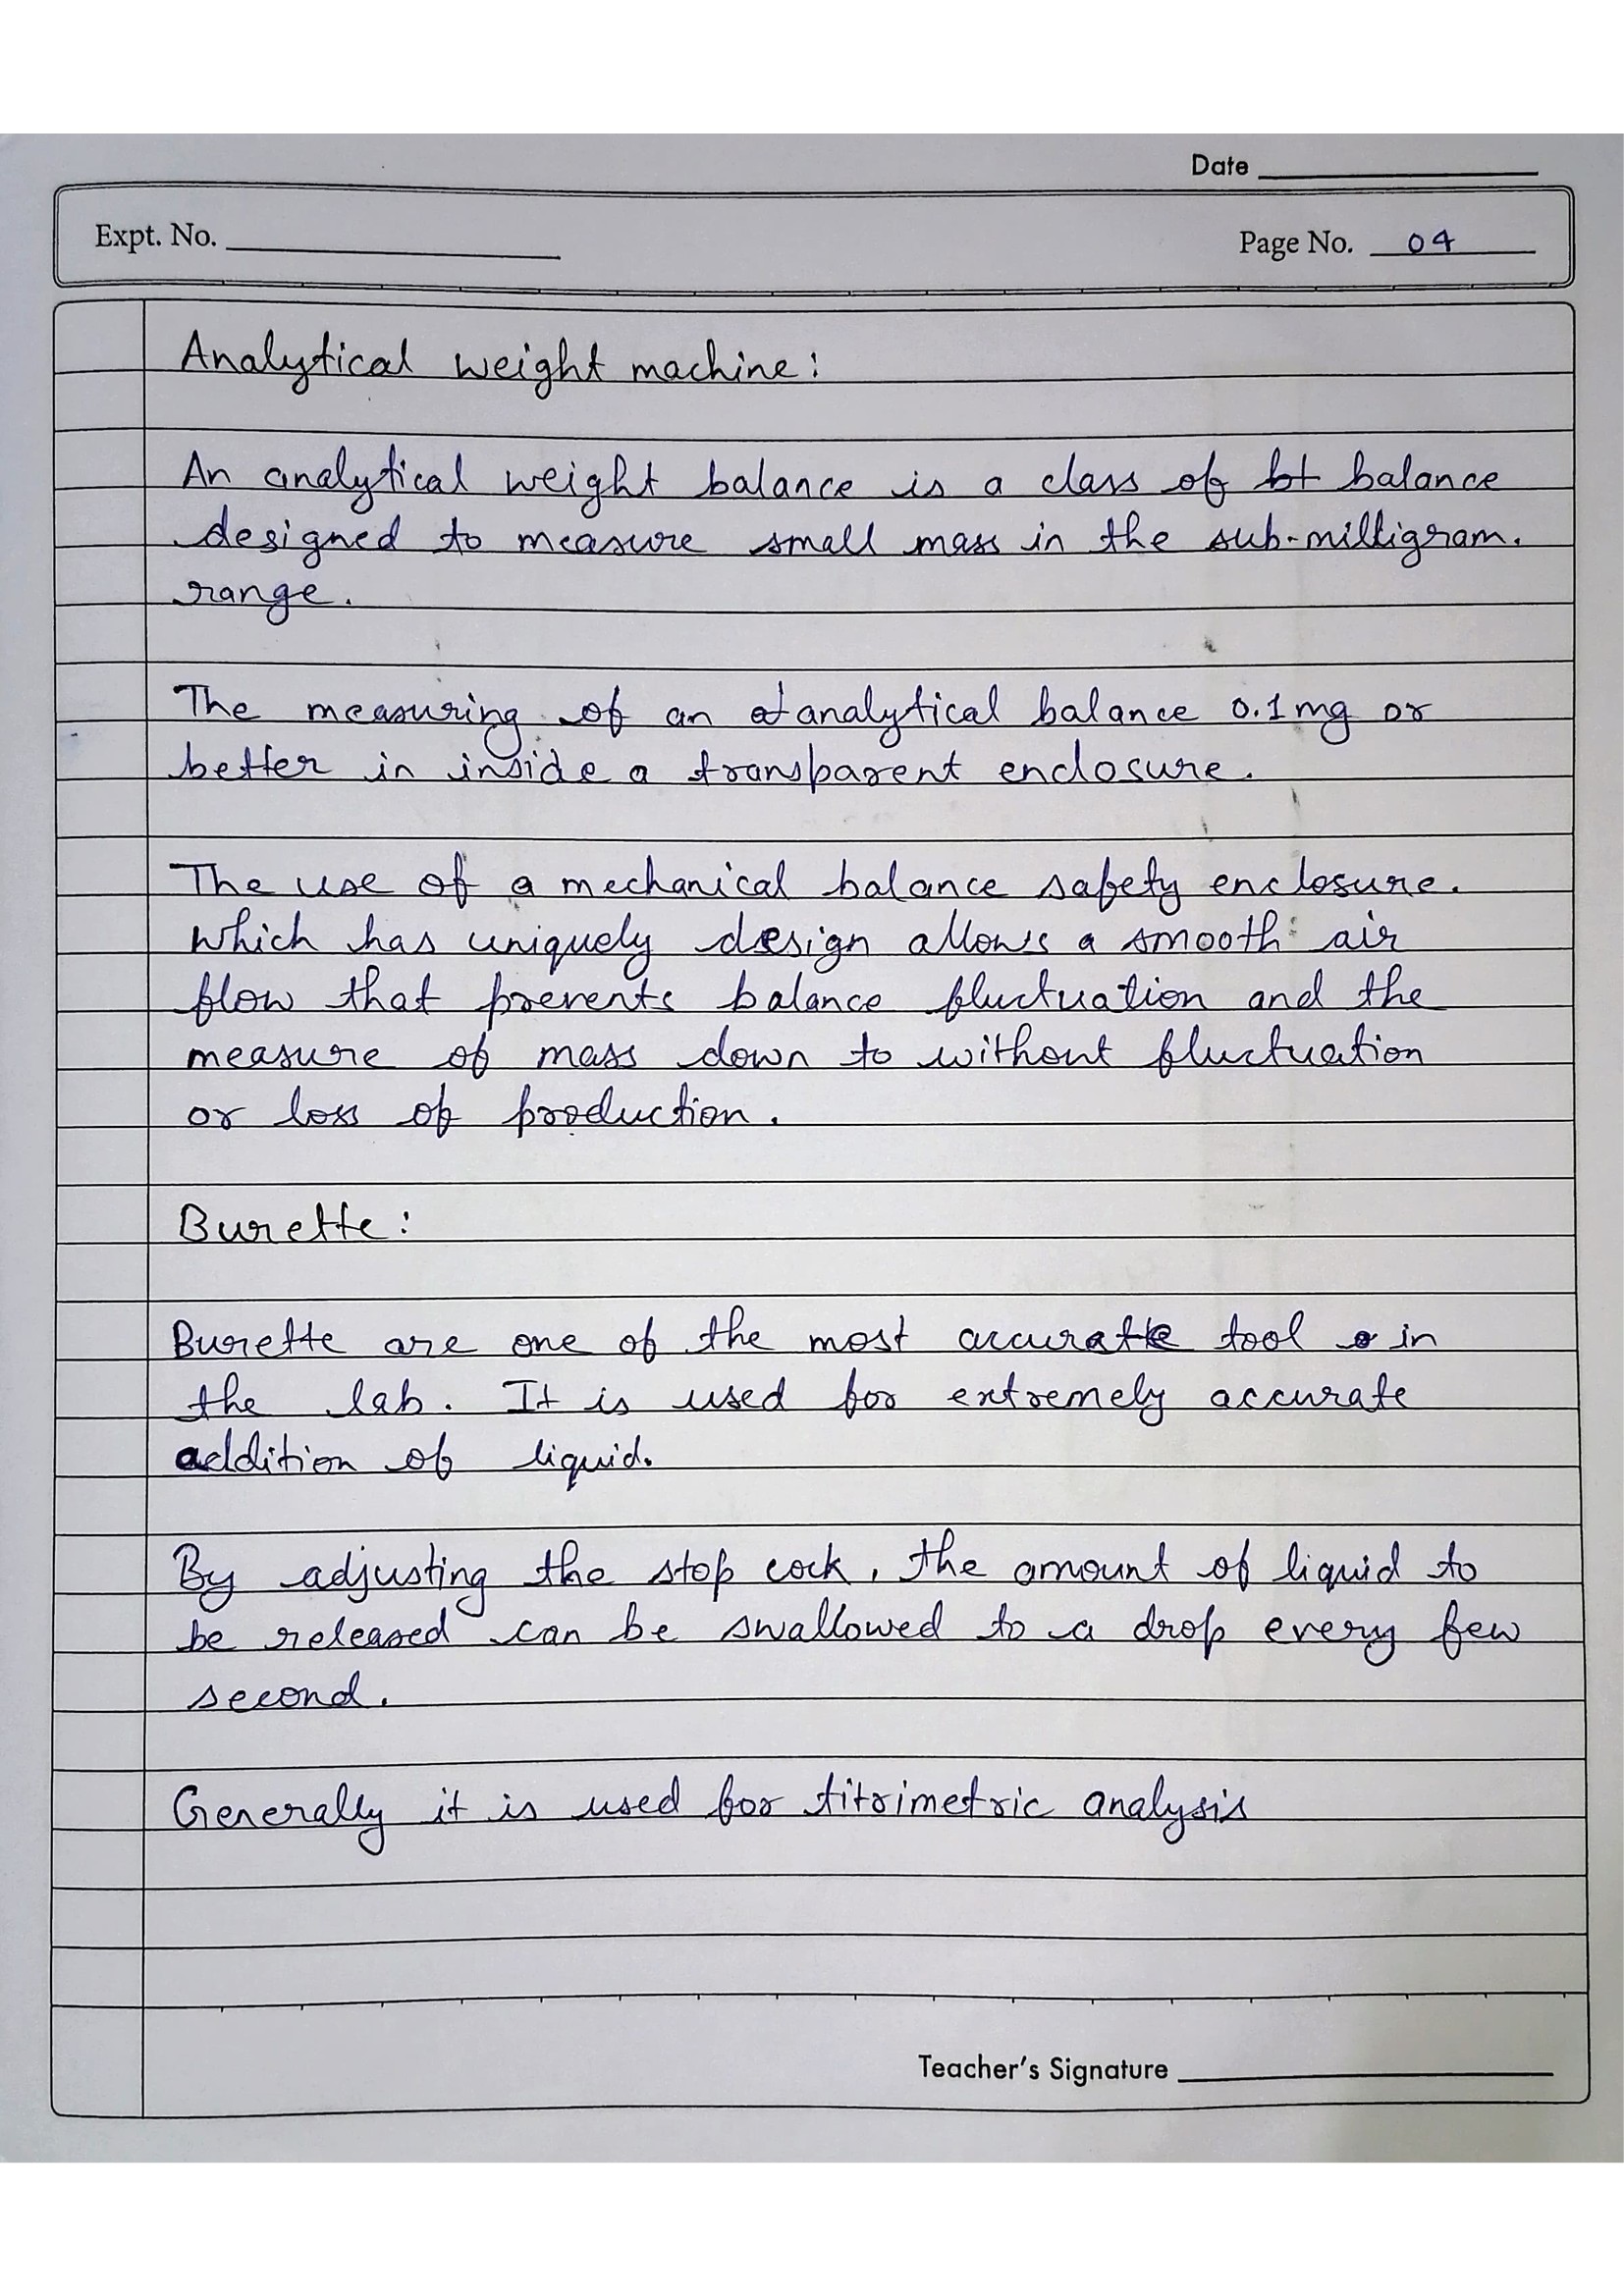 Date
Expt. No.
Page No. 04
Analytical weight machine:
An analytical weight balance is a class of bt balance
designed to measure small mass in the sub-milligram.
range.
The measuring of an at analytical balance 0.1 mg or
better in inside a transparent enclosure.
The use of a mechanical balance safety enclosure.
which has uniquely design allows a smooth air
flow that prevents balance fluctuation and the
measure of mass down to without fluctuation
or loss of production.
Burette:
Burette are one of the most accurate tool in
the lab. It is used for extremely accurate
addition of liquid.
By adjusting the stop cock, the amount of liquid to
be released can be swallowed to a drop every few
second.
Generally it is used for titrimetric analysis
Teacher's Signature